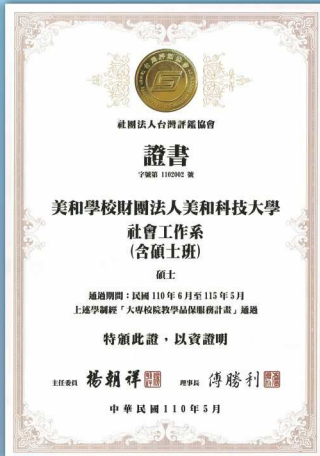 社團法人台灣評鑑協會
證書
字號第 1102002 號
美和學校財團法人美和科技大學
社會工作系
(含碩士班)
碩士
通過期間：民國 110 年 6 月至 115 年 5 月
上述學制經「大專校院教學品保服務計畫」通過
特頒此證，以資證明
主任委員 楊朝祥 理事長 傅勝利
中華民國 110 年 5 月